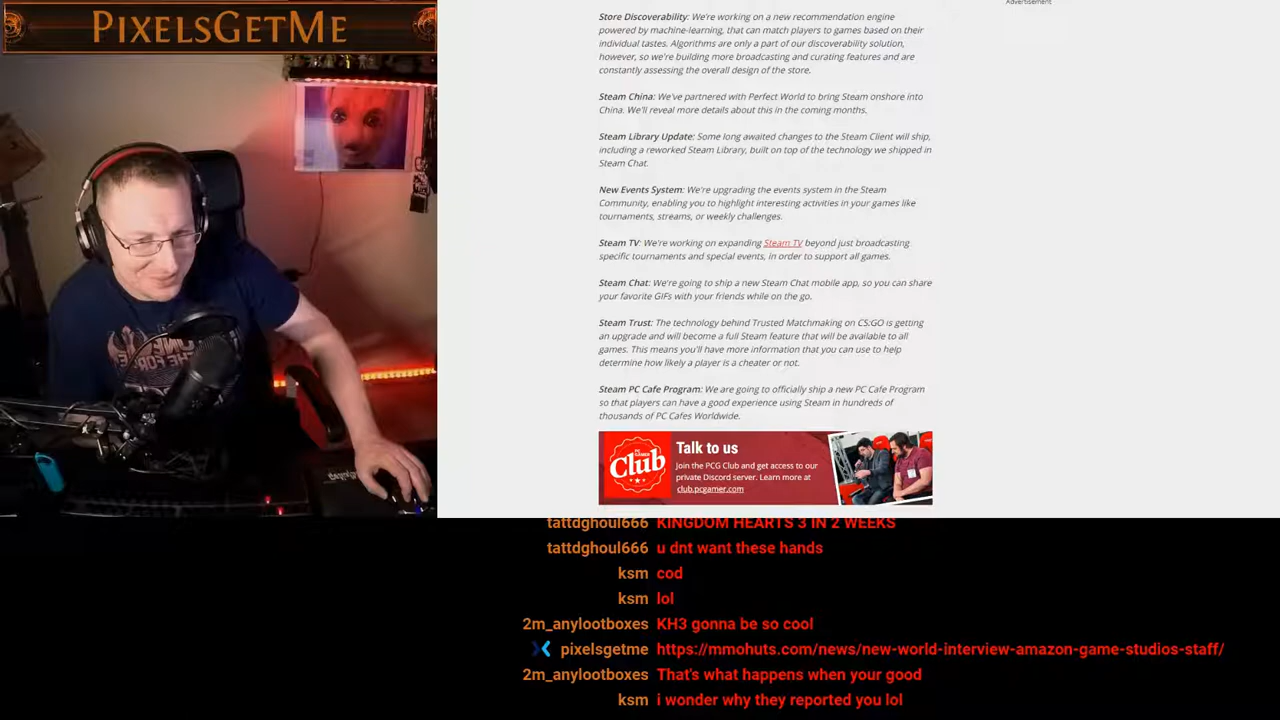 PIXELSGETME
Advertisement
Store Discoverability: We're working on a new recommendation engine
powered by machine-learning, that can match players to games based on their
individual tastes. Algorithms are only a part of our discoverability solution,
however, so we're building more broadcasting and curating features and are
constantly assessing the overall design of the store.
Steam China: We've partnered with Perfect World to bring Steam onshore into
China. We'll reveal more details about this in the coming months.
Steam Library Update: Some long awaited changes to the Steam Client will ship,
including a reworked Steam Library, built on top of the technology we shipped in
Steam Chat.
New Events System: We're upgrading the events system in the Steam
Community, enabling you to highlight interesting activities in your games like
tournaments, streams, or weekly challenges.
Steam TV: We're working on expanding Steam TV beyond just broadcasting
specific tournaments and special events, in order to support all games.
Steam Chat: We're going to ship a new Steam Chat mobile app, so you can share
your favorite GIFs with your friends while on the go.
Steam Trust: The technology behind Trusted Matchmaking on CS:GO is getting
an upgrade and will become a full Steam feature that will be available to all
games. This means you'll have more information that you can use to help
determine how likely a player is a cheater or not.
Steam PC Cafe Program: We are going to officially ship a new PC Cafe Program
so that players can have a good experience using Steam in hundreds of
thousands of PC Cafes Worldwide.
PC GAMER
Club
Talk to us
Join the PCG Club and get access to our
private Discord server. Learn more at
club.pcgamer.com
tattdghoul666 KINGDOM HEARTS 3 IN 2 WEEKS
tattdghoul666 u dnt want these hands
ksm cod
ksm lol
2m_anylootboxes KH3 gonna be so cool
pixelsgetme https://mmohuts.com/news/new-world-interview-amazon-game-studios-staff/
2m_anylootboxes That's what happens when your good
ksm i wonder why they reported you lol